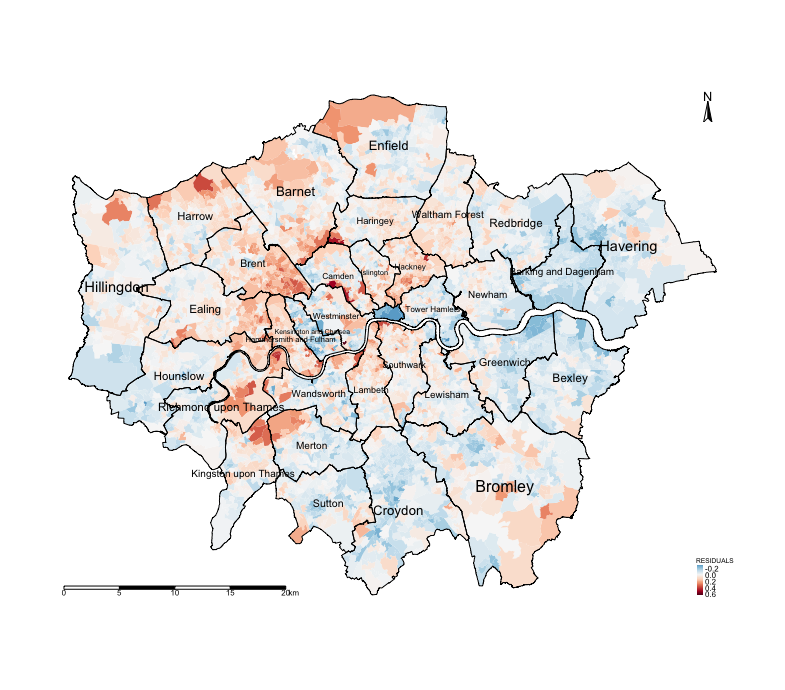 N
Enfield
Barnet
Harrow
Haringey
Waltham Forest
Redbridge
Havering
Brent
Hackney
Islington
Camden
Barking and Dagenham
Hillingdon
Newham
Ealing
Westminster
Tower Hamlets
Kensington and Chelsea
Hammersmith and Fulham
Southwark
Greenwich
Hounslow
Bexley
Wandsworth
Lambeth
Lewisham
Richmond upon Thames
Merton
Kingston upon Thames
Bromley
Sutton
Croydon
RESIDUALS
-0.2
0.0
0.2
0.4
0.6
0 5 10 15 20km